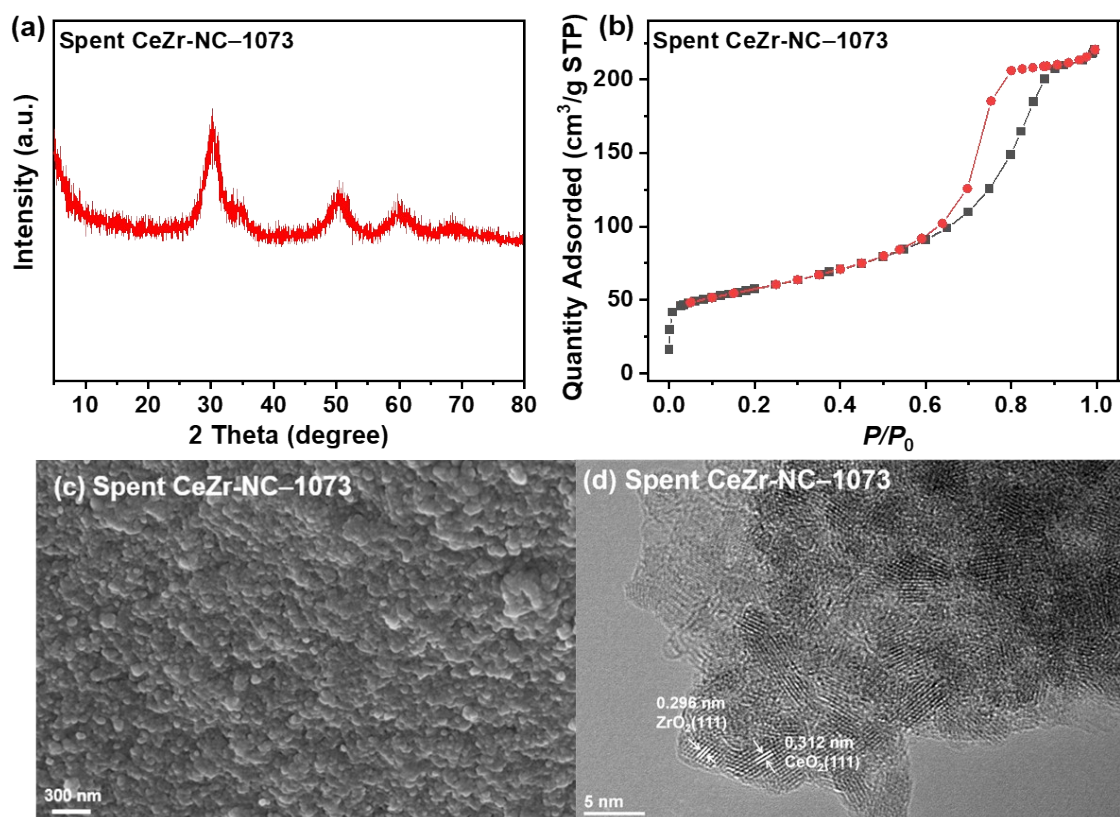 (a)
Spent CeZr-NC–1073
Intensity (a.u.)
10 20 30 40 50 60 70 80
2 Theta (degree)
(b)
Spent CeZr-NC–1073
Quantity Adsorded (cm³/g STP)
200
150
100
50
0
0.0 0.2 0.4 0.6 0.8 1.0
P/P₀
(c) Spent CeZr-NC–1073
300 nm
(d) Spent CeZr-NC–1073
0.296 nm
ZrO₂(111)
0.312 nm
CeO₂(111)
5 nm